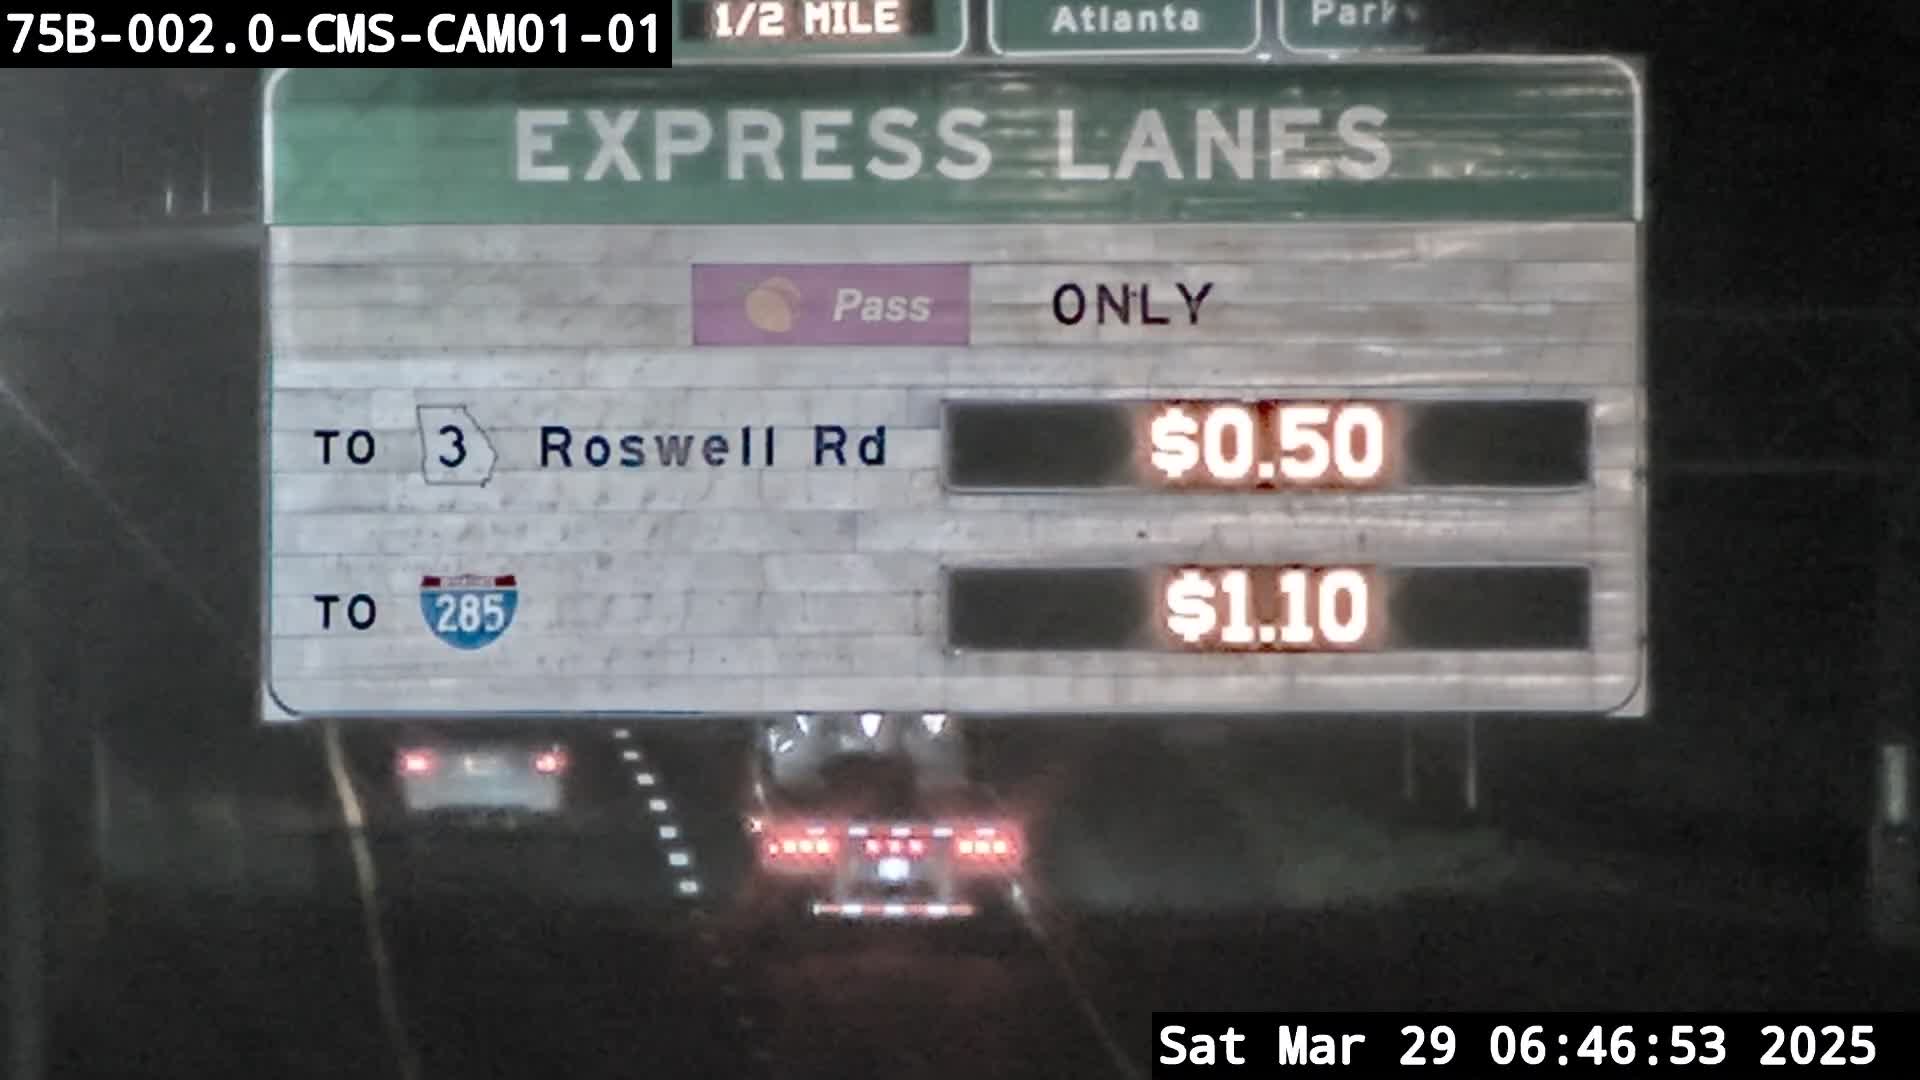 75B-002.0-CMS-CAM01-01
1/2 MILE
Atlanta
EXPRESS LANES
Pass ONLY
TO 3 Roswell Rd $0.50
TO 285 $1.10
Sat Mar 29 06:46:53 2025